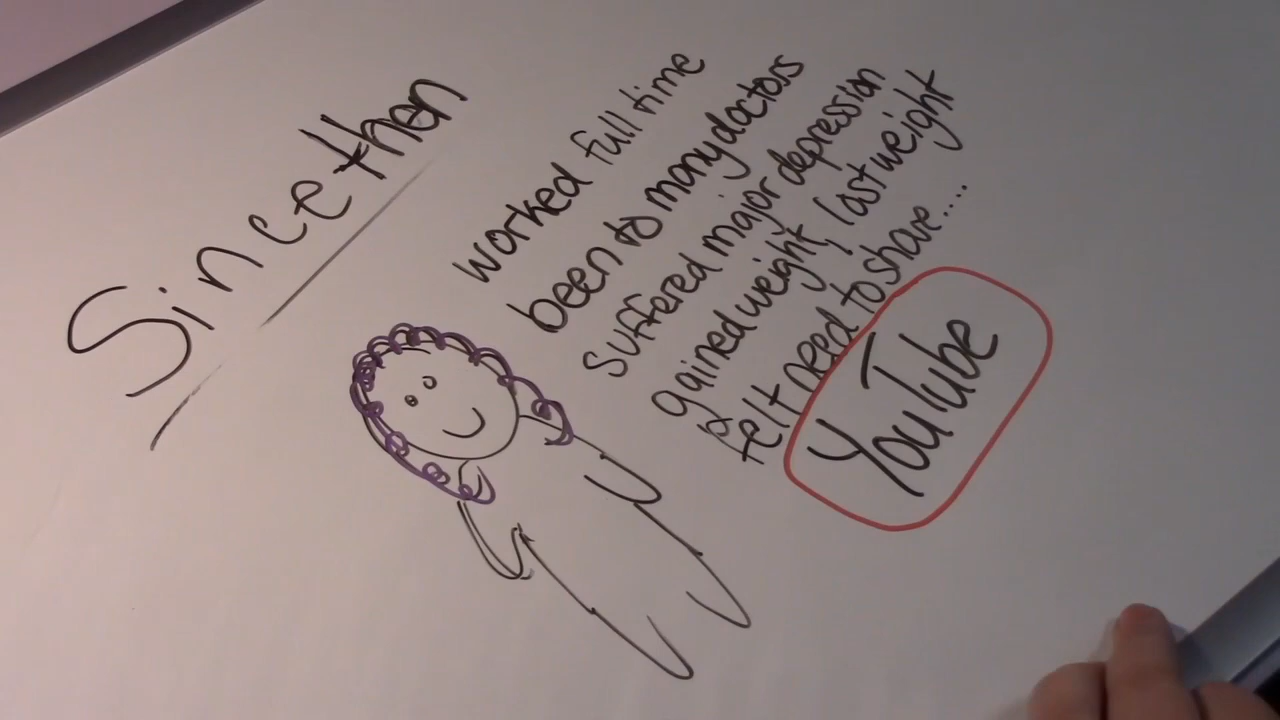 Since then
worked full time
been to many doctors
suffered major depression
gained weight, lost weight
felt need to share....
YouTube